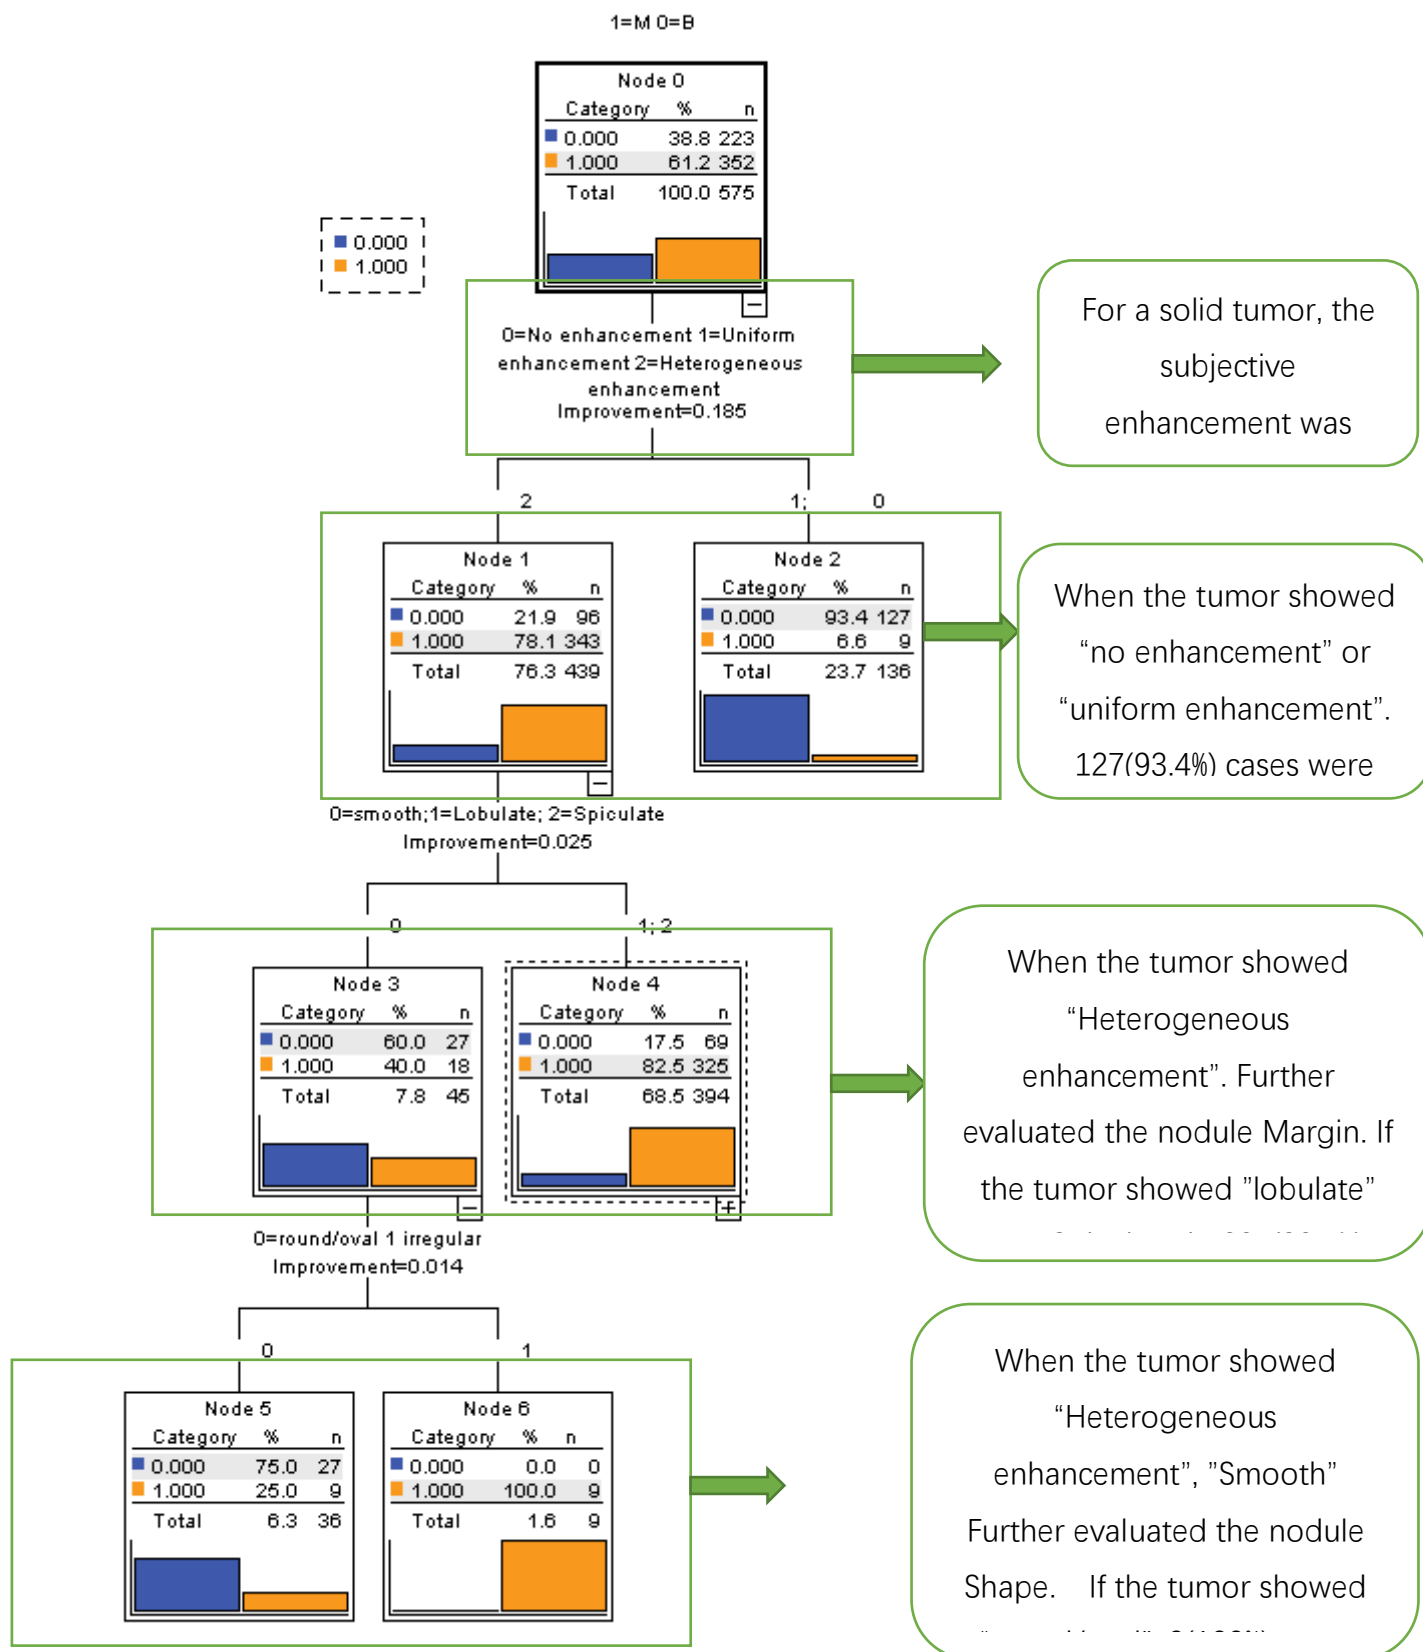 1=M 0=B
Node 0
Category % n
0.000 38.8 223
1.000 61.2 352
Total 100.0 575
0.000
1.000
0=No enhancement 1=Uniform
enhancement 2=Heterogeneous
enhancement
Improvement=0.185
For a solid tumor, the
subjective
enhancement was
2
1; 0
Node 1
Category % n
0.000 21.9 96
1.000 78.1 343
Total 76.3 439
Node 2
Category % n
0.000 93.4 127
1.000 6.6 9
Total 23.7 136
When the tumor showed
“no enhancement” or
“uniform enhancement”.
127(93.4%) cases were
0=smooth;1=Lobulate; 2=Spiculate
Improvement=0.025
0
1; 2
Node 3
Category % n
0.000 60.0 27
1.000 40.0 18
Total 7.8 45
Node 4
Category % n
0.000 17.5 69
1.000 82.5 325
Total 68.5 394
When the tumor showed
“Heterogeneous
enhancement”. Further
evaluated the nodule Margin. If
the tumor showed ”lobulate”
0=round/oval 1 irregular
Improvement=0.014
0
1
Node 5
Category % n
0.000 75.0 27
1.000 25.0 9
Total 6.3 36
Node 6
Category % n
0.000 0.0 0
1.000 100.0 9
Total 1.6 9
When the tumor showed
“Heterogeneous
enhancement”, ”Smooth”
Further evaluated the nodule
Shape. If the tumor showed